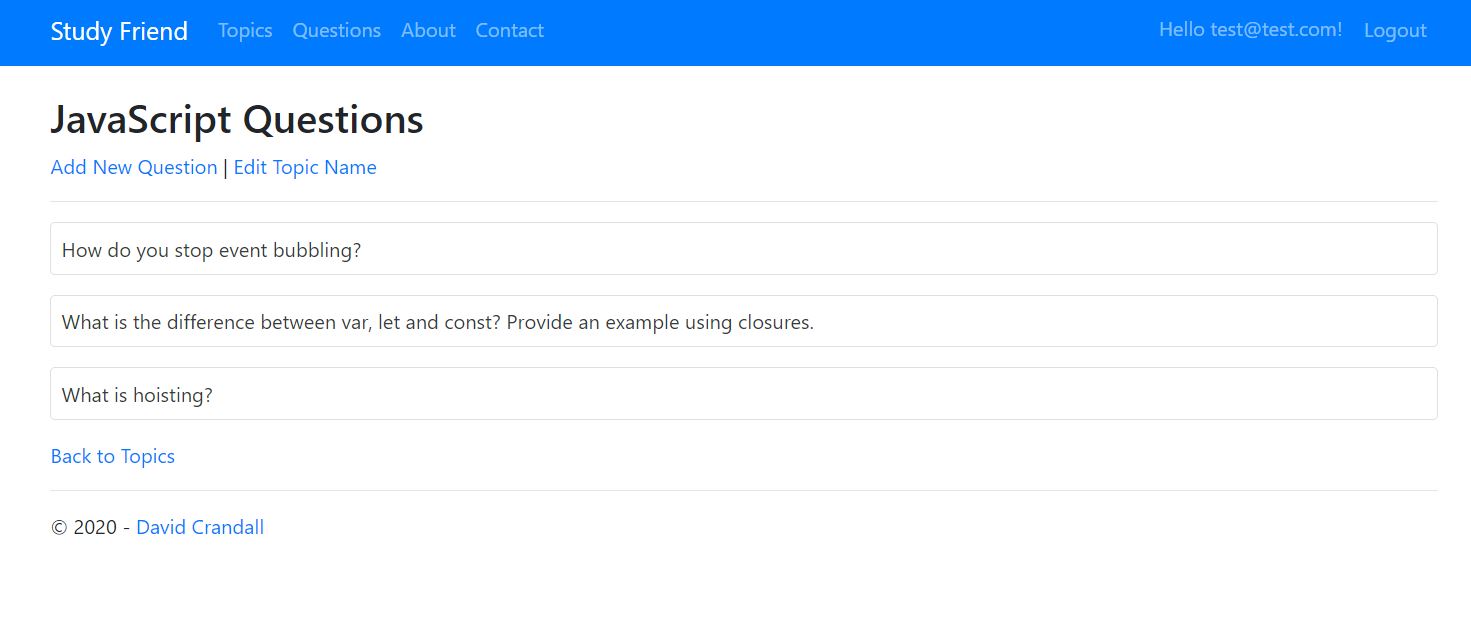 Study Friend Topics Questions About Contact Hello test@test.com! Logout
JavaScript Questions
Add New Question | Edit Topic Name
How do you stop event bubbling?
What is the difference between var, let and const? Provide an example using closures.
What is hoisting?
Back to Topics
© 2020 - David Crandall